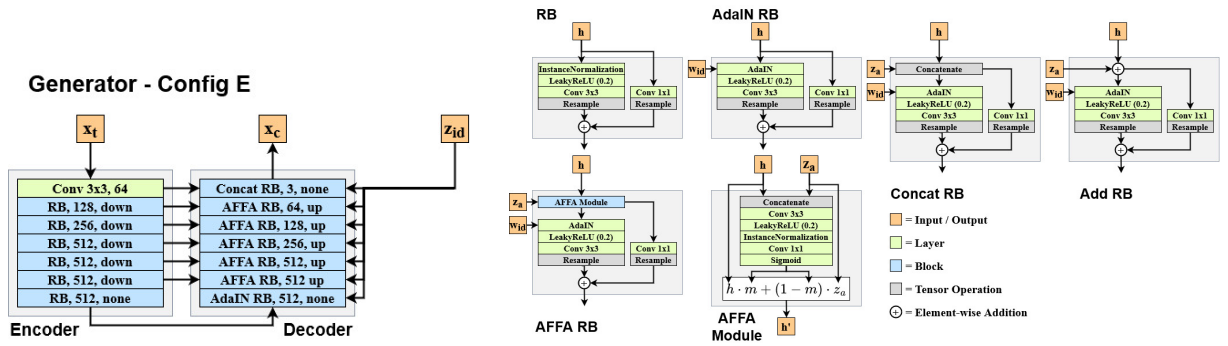 Generator - Config E
x_t
x_c
z_id
Conv 3x3, 64
RB, 128, down
RB, 256, down
RB, 512, down
RB, 512, down
RB, 512, down
RB, 512, none
Encoder
Concat RB, 3, none
AFFA RB, 64, up
AFFA RB, 128, up
AFFA RB, 256, up
AFFA RB, 512, up
AFFA RB, 512 up
AdaIN RB, 512, none
Decoder
RB
h
InstanceNormalization
LeakyReLU (0.2)
Conv 3x3
Resample
Conv 1x1
Resample
+
AdaIN RB
h
w_id
AdaIN
LeakyReLU (0.2)
Conv 3x3
Resample
Conv 1x1
Resample
+
h
z_a
w_id
Concatenate
AdaIN
LeakyReLU (0.2)
Conv 3x3
Resample
Conv 1x1
Resample
+
Concat RB
h
z_a
w_id
+
AdaIN
LeakyReLU (0.2)
Conv 3x3
Resample
Conv 1x1
Resample
+
Add RB
h
z_a
w_id
AFFA Module
AdaIN
LeakyReLU (0.2)
Conv 3x3
Resample
Conv 1x1
Resample
+
AFFA RB
h
z_a
Concatenate
Conv 3x3
LeakyReLU (0.2)
InstanceNormalization
Conv 1x1
Sigmoid
h · m + (1 − m) · z_a
h'
AFFA
Module
= Input / Output
= Layer
= Block
= Tensor Operation
+ = Element-wise Addition